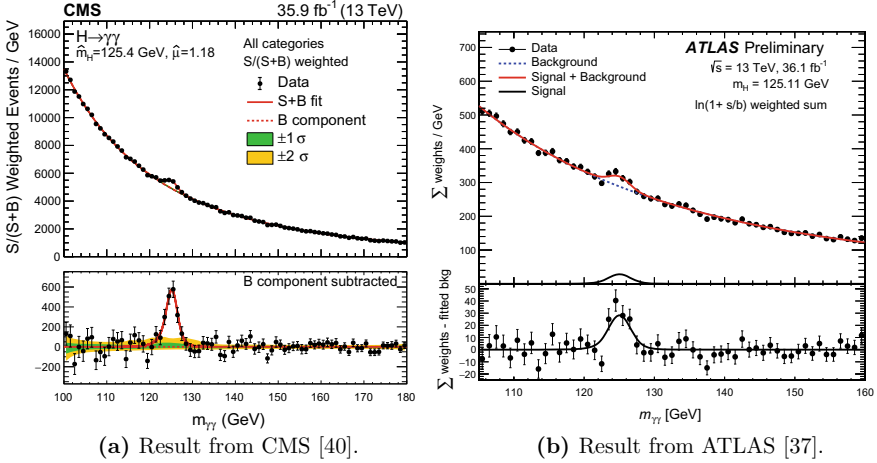 CMS 35.9 fb⁻¹ (13 TeV)
S/(S+B) Weighted Events / GeV
16000
14000
12000
10000
8000
6000
4000
2000
0
H→γγ
m̂_H=125.4 GeV, μ̂=1.18
All categories
S/(S+B) weighted
Data
S+B fit
B component
±1 σ
±2 σ
B component subtracted
600
400
200
0
−200
100 110 120 130 140 150 160 170 180
m_γγ (GeV)
(a) Result from CMS [40].
Σ weights / GeV
700
600
500
400
300
200
100
Data
Background
Signal + Background
Signal
ATLAS Preliminary
√s = 13 TeV, 36.1 fb⁻¹
m_H = 125.11 GeV
ln(1+ s/b) weighted sum
Σ weights - fitted bkg
50
40
30
20
10
0
−10
−20
110 120 130 140 150 160
m_γγ [GeV]
(b) Result from ATLAS [37].